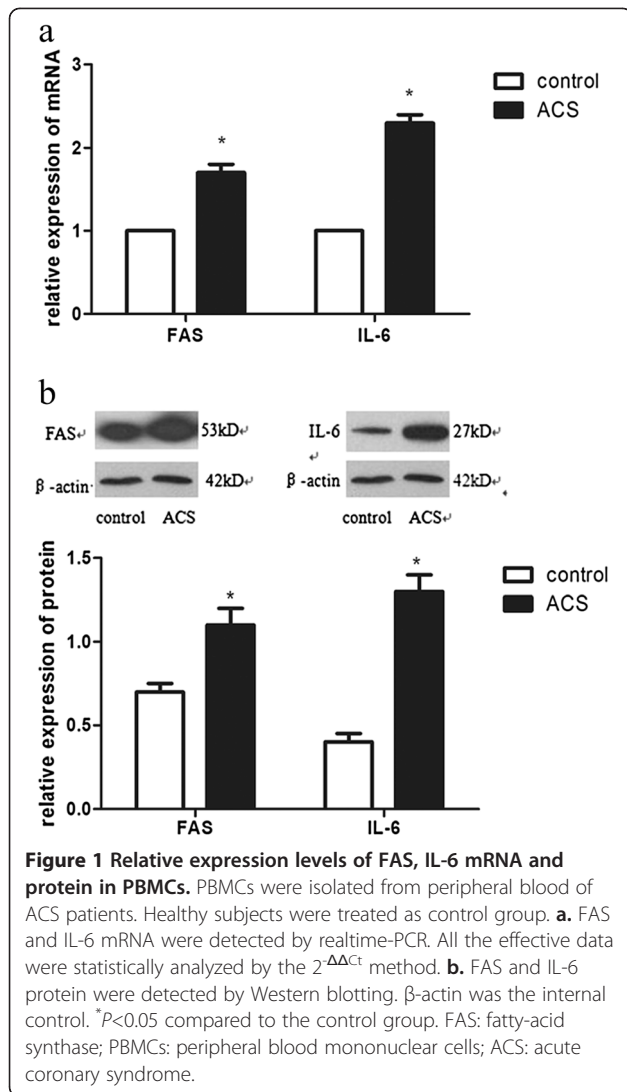 a
relative expression of mRNA
3
2
1
0
*
*
control
ACS
FAS
IL-6
b
FAS↵
53kD↵
β-actin·
42kD↵
control ACS
IL-6
↵
27kD↵
β-actin
42kD↵
↵
control ACS↵
relative expression of protein
1.5
1.0
0.5
0.0
*
*
control
ACS
FAS
IL-6
Figure 1 Relative expression levels of FAS, IL-6 mRNA and
protein in PBMCs. PBMCs were isolated from peripheral blood of
ACS patients. Healthy subjects were treated as control group. a. FAS
and IL-6 mRNA were detected by realtime-PCR. All the effective data
were statistically analyzed by the 2^-ΔΔCt method. b. FAS and IL-6
protein were detected by Western blotting. β-actin was the internal
control. *P<0.05 compared to the control group. FAS: fatty-acid
synthase; PBMCs: peripheral blood mononuclear cells; ACS: acute
coronary syndrome.